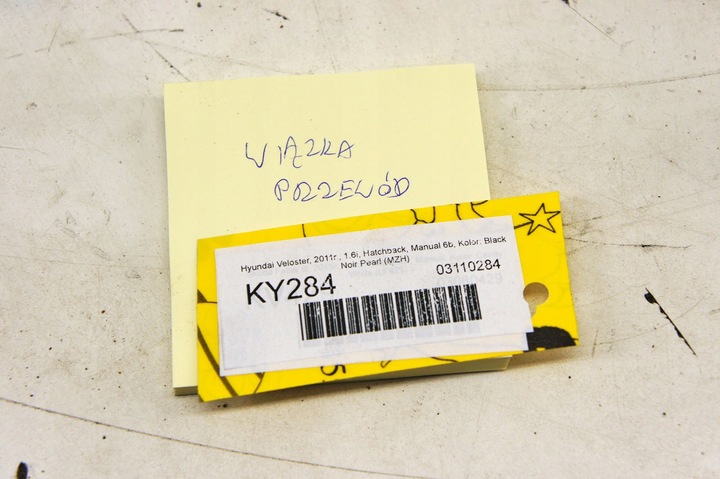 WIĄZKA
PRZEWÓD
Hyundai Veloster, 2011r., 1.6i, Hatchback, Manual 6b, Kolor: Black
Noir Pearl (MZH)
KY284
03110284